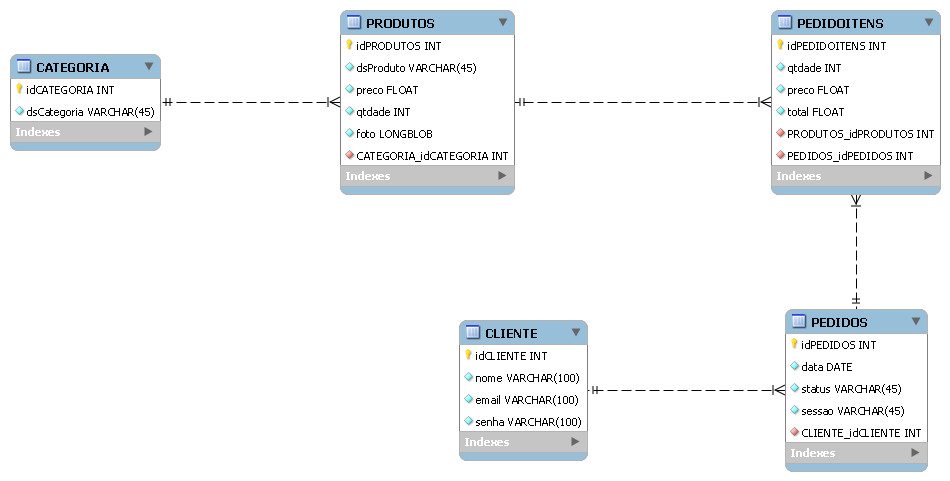 CATEGORIA
idCATEGORIA INT
dsCategoria VARCHAR(45)
Indexes
PRODUTOS
idPRODUTOS INT
dsProduto VARCHAR(45)
preco FLOAT
qtdade INT
foto LONGBLOB
CATEGORIA_idCATEGORIA INT
Indexes
PEDIDOITENS
idPEDIDOITENS INT
qtdade INT
preco FLOAT
total FLOAT
PRODUTOS_idPRODUTOS INT
PEDIDOS_idPEDIDOS INT
Indexes
CLIENTE
idCLIENTE INT
nome VARCHAR(100)
email VARCHAR(100)
senha VARCHAR(100)
Indexes
PEDIDOS
idPEDIDOS INT
data DATE
status VARCHAR(45)
sessao VARCHAR(45)
CLIENTE_idCLIENTE INT
Indexes